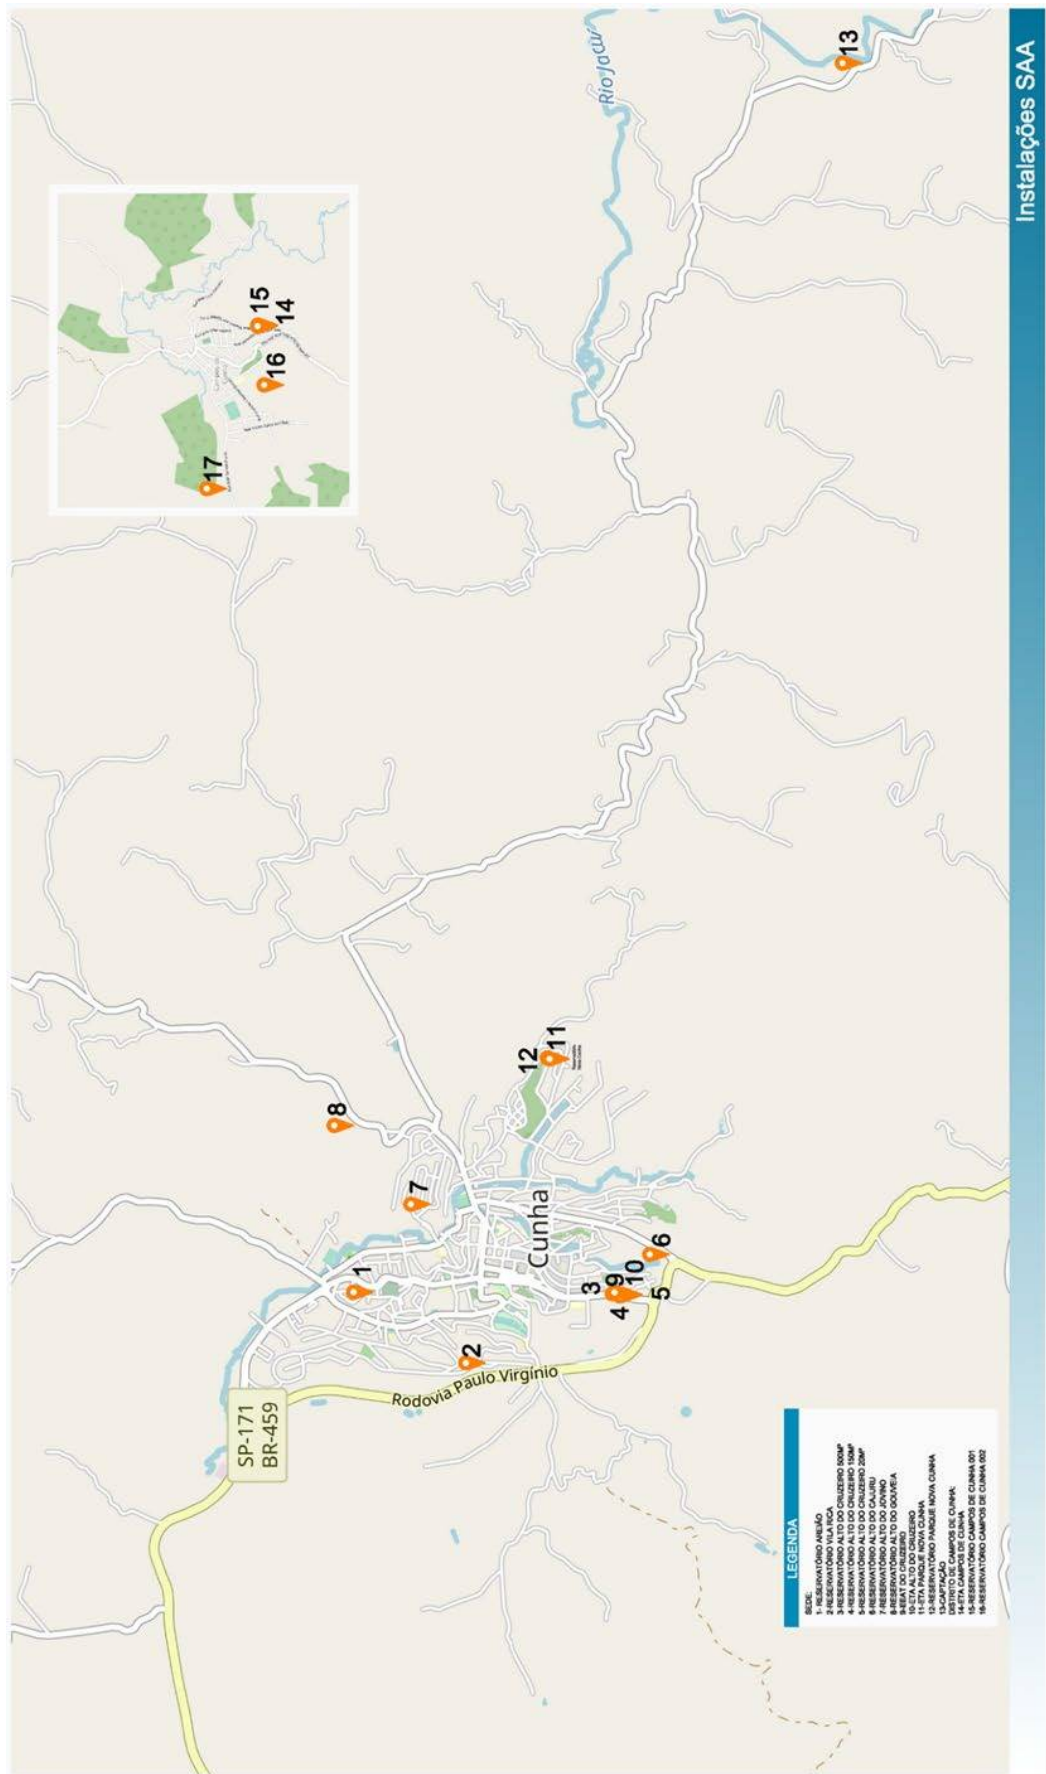 Instalações SAA
Rio Jacuí
13
15
14
16
17
12
11
8
7
Cunha
1
6
3
9
10
4
5
2
Rodovia Paulo Virgínio
SP-171
BR-459
LEGENDA
SEDE:
1- RESERVATÓRIO AREIÃO
2-RESERVATÓRIO VILA RICA
3-RESERVATÓRIO ALTO DO CRUZEIRO 500M³
4-RESERVATÓRIO ALTO DO CRUZEIRO 150M³
5-RESERVATÓRIO ALTO DO CRUZEIRO 20M³
6-RESERVATÓRIO ALTO DO CAJURU
7-RESERVATÓRIO ALTO DO JOVINO
8-RESERVATÓRIO ALTO DO GOUVEIA
9-EEAT DO CRUZEIRO
10-ETA ALTO DO CRUZEIRO
11-ETA PARQUE NOVA CUNHA
12-RESERVATÓRIO PARQUE NOVA CUNHA
13-CAPTAÇÃO
DISTRITO DE CAMPOS DE CUNHA:
14-ETA CAMPOS DE CUNHA
15-RESERVATÓRIO CAMPOS DE CUNHA 001
16-RESERVATÓRIO CAMPOS DE CUNHA 002